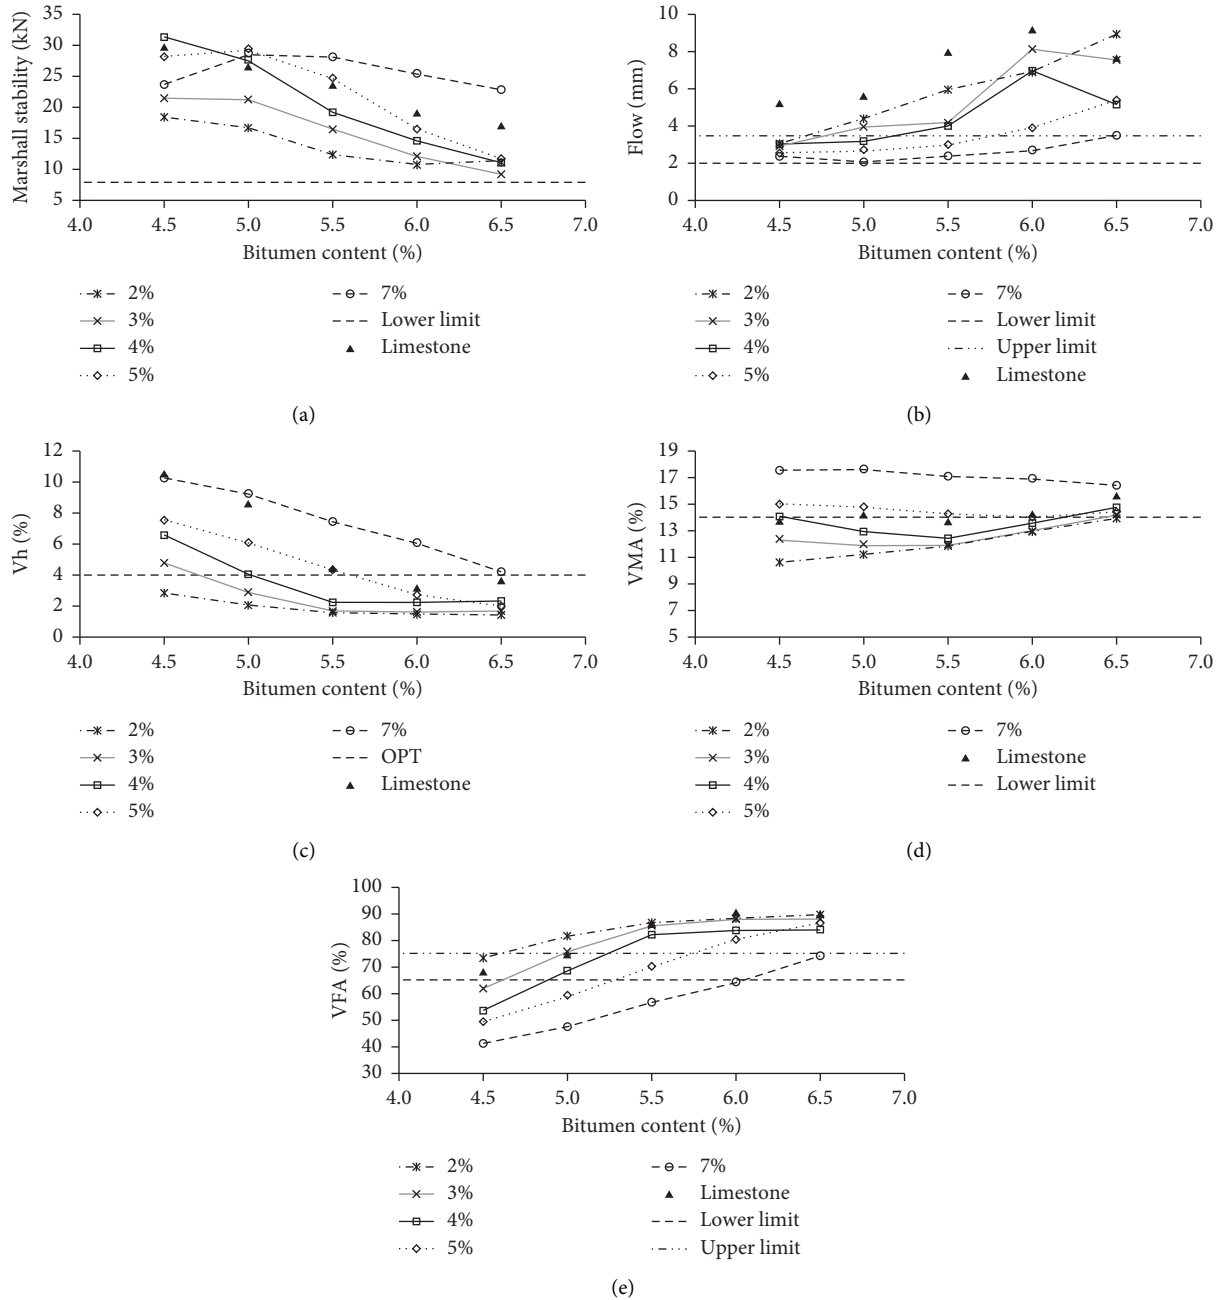 Marshall stability (kN)
35
30
25
20
15
10
5
4.0 4.5 5.0 5.5 6.0 6.5 7.0
Bitumen content (%)
2%
3%
4%
5%
7%
Lower limit
Limestone
(a)
Flow (mm)
10
8
6
4
2
0
4.0 4.5 5.0 5.5 6.0 6.5 7.0
Bitumen content (%)
2%
3%
4%
5%
7%
Lower limit
Upper limit
Limestone
(b)
Vh (%)
12
10
8
6
4
2
0
4.0 4.5 5.0 5.5 6.0 6.5 7.0
Bitumen content (%)
2%
3%
4%
5%
7%
OPT
Limestone
(c)
VMA (%)
19
17
15
13
11
9
7
5
4.0 4.5 5.0 5.5 6.0 6.5 7.0
Bitumen content (%)
2%
3%
4%
5%
7%
Limestone
Lower limit
(d)
VFA (%)
100
90
80
70
60
50
40
30
4.0 4.5 5.0 5.5 6.0 6.5 7.0
Bitumen content (%)
2%
3%
4%
5%
7%
Limestone
Lower limit
Upper limit
(e)